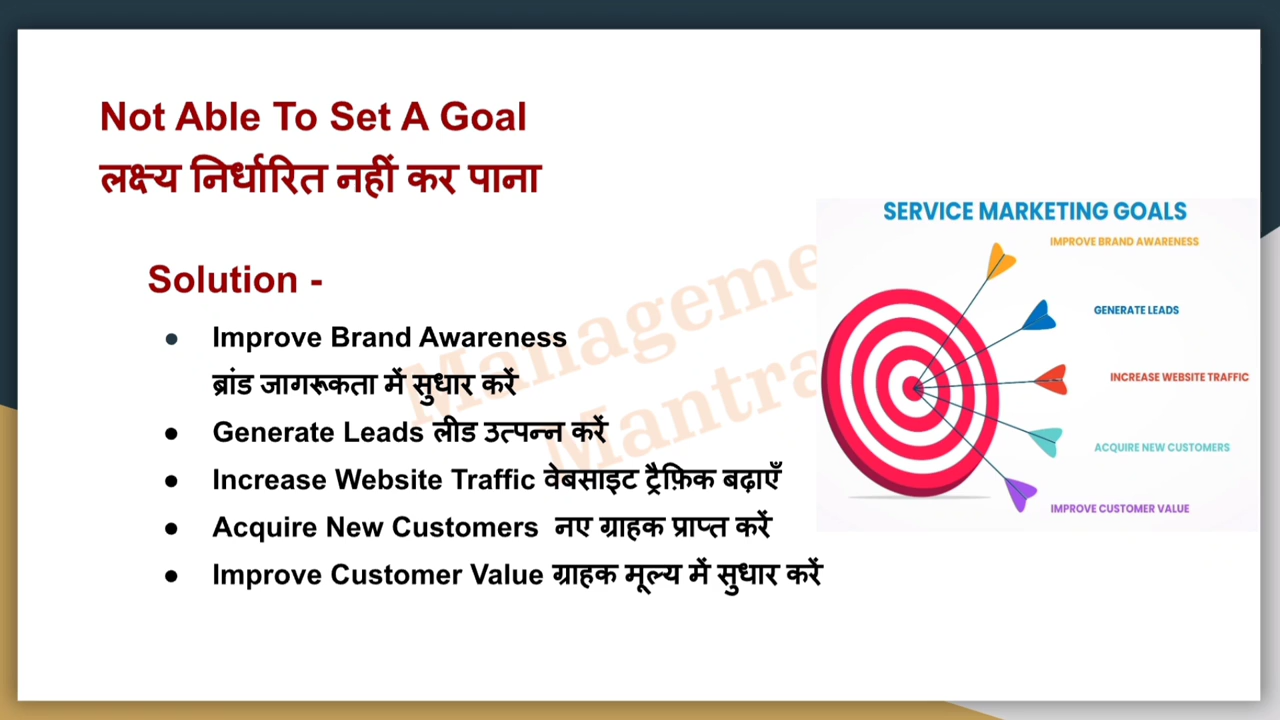 Not Able To Set A Goal
लक्ष्य निर्धारित नहीं कर पाना
Solution -
● Improve Brand Awareness
ब्रांड जागरूकता में सुधार करें
● Generate Leads लीड उत्पन्न करें
● Increase Website Traffic वेबसाइट ट्रैफ़िक बढ़ाएँ
● Acquire New Customers नए ग्राहक प्राप्त करें
● Improve Customer Value ग्राहक मूल्य में सुधार करें
SERVICE MARKETING GOALS
IMPROVE BRAND AWARENESS
GENERATE LEADS
INCREASE WEBSITE TRAFFIC
ACQUIRE NEW CUSTOMERS
IMPROVE CUSTOMER VALUE
Manageme
Mantra